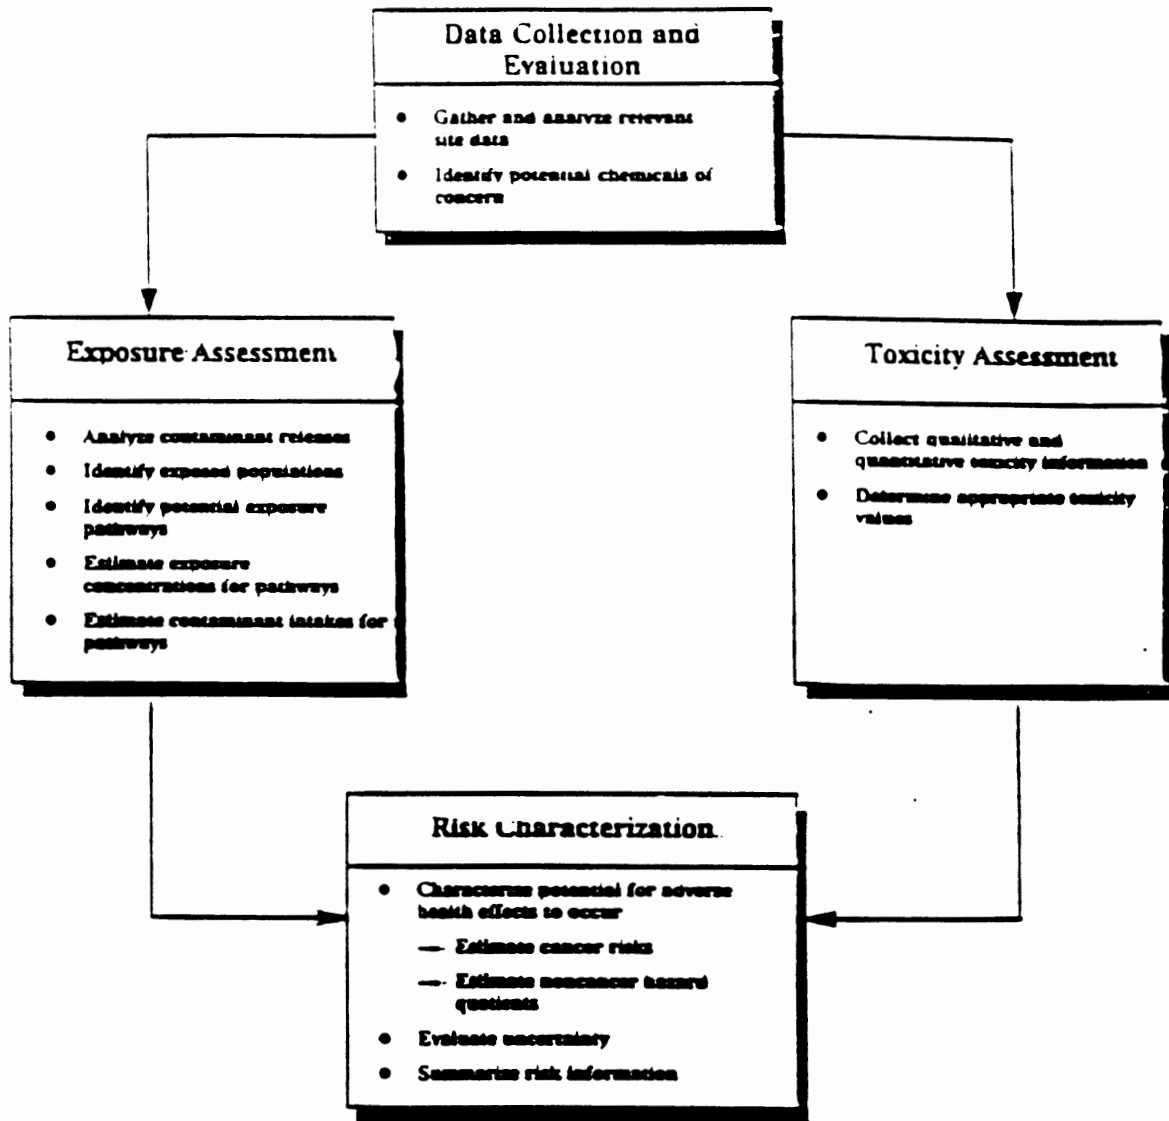 Data Collection and
Evaluation
• Gather and analyze relevant
site data
• Identify potential chemicals of
concern
Exposure Assessment
• Analyze contaminant releases
• Identify exposed populations
• Identify potential exposure
pathways
• Estimate exposure
concentrations for pathways
• Estimate contaminant intakes for
pathways
Toxicity Assessment
• Collect qualitative and
quantitative toxicity information
• Determine appropriate toxicity
values
Risk Characterization
• Characterize potential for adverse
health effects to occur
— Estimate cancer risks
— Estimate noncancer hazard
quotients
• Evaluate uncertainty
• Summarize risk information